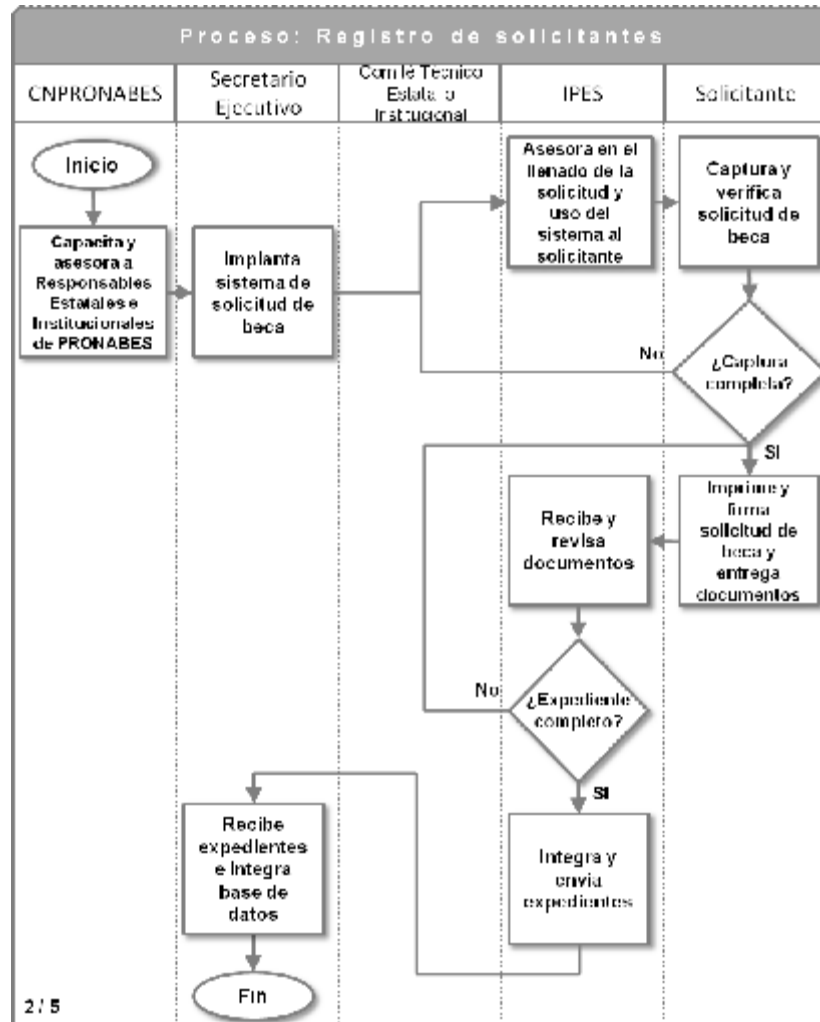 Proceso: Registro de solicitantes
CNPRONABES
Secretario
Ejecutivo
Comité Técnico
Estatal o
Institucional
IPES
Solicitante
Inicio
Capacita y
asesora a
Responsables
Estatales e
Institucionales
de PRONABES
Implanta
sistema de
solicitud de
beca
Asesora en el
llenado de la
solicitud y
uso del
sistema al
solicitante
Captura y
verifica
solicitud de
beca
No
¿Captura
completa?
SI
Imprime y
firma
solicitud de
beca y
entrega
documentos
Recibe y
revisa
documentos
No
¿Expediente
completo?
SI
Recibe
expedientes
e Integra
base de
datos
Integra y
envía
expedientes
Fin
2 / 5